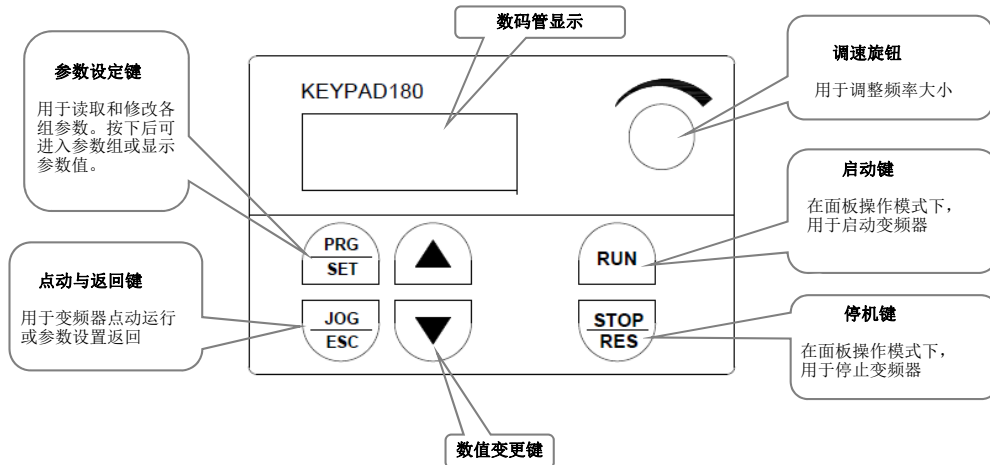 数码管显示
参数设定键
用于读取和修改各
组参数。按下后可
进入参数组或显示
参数值。
调速旋钮
用于调整频率大小
KEYPAD180
启动键
在面板操作模式下，
用于启动变频器
PRG
SET
RUN
点动与返回键
用于变频器点动运行
或参数设置返回
JOG
ESC
STOP
RES
停机键
在面板操作模式下，
用于停止变频器
数值变更键